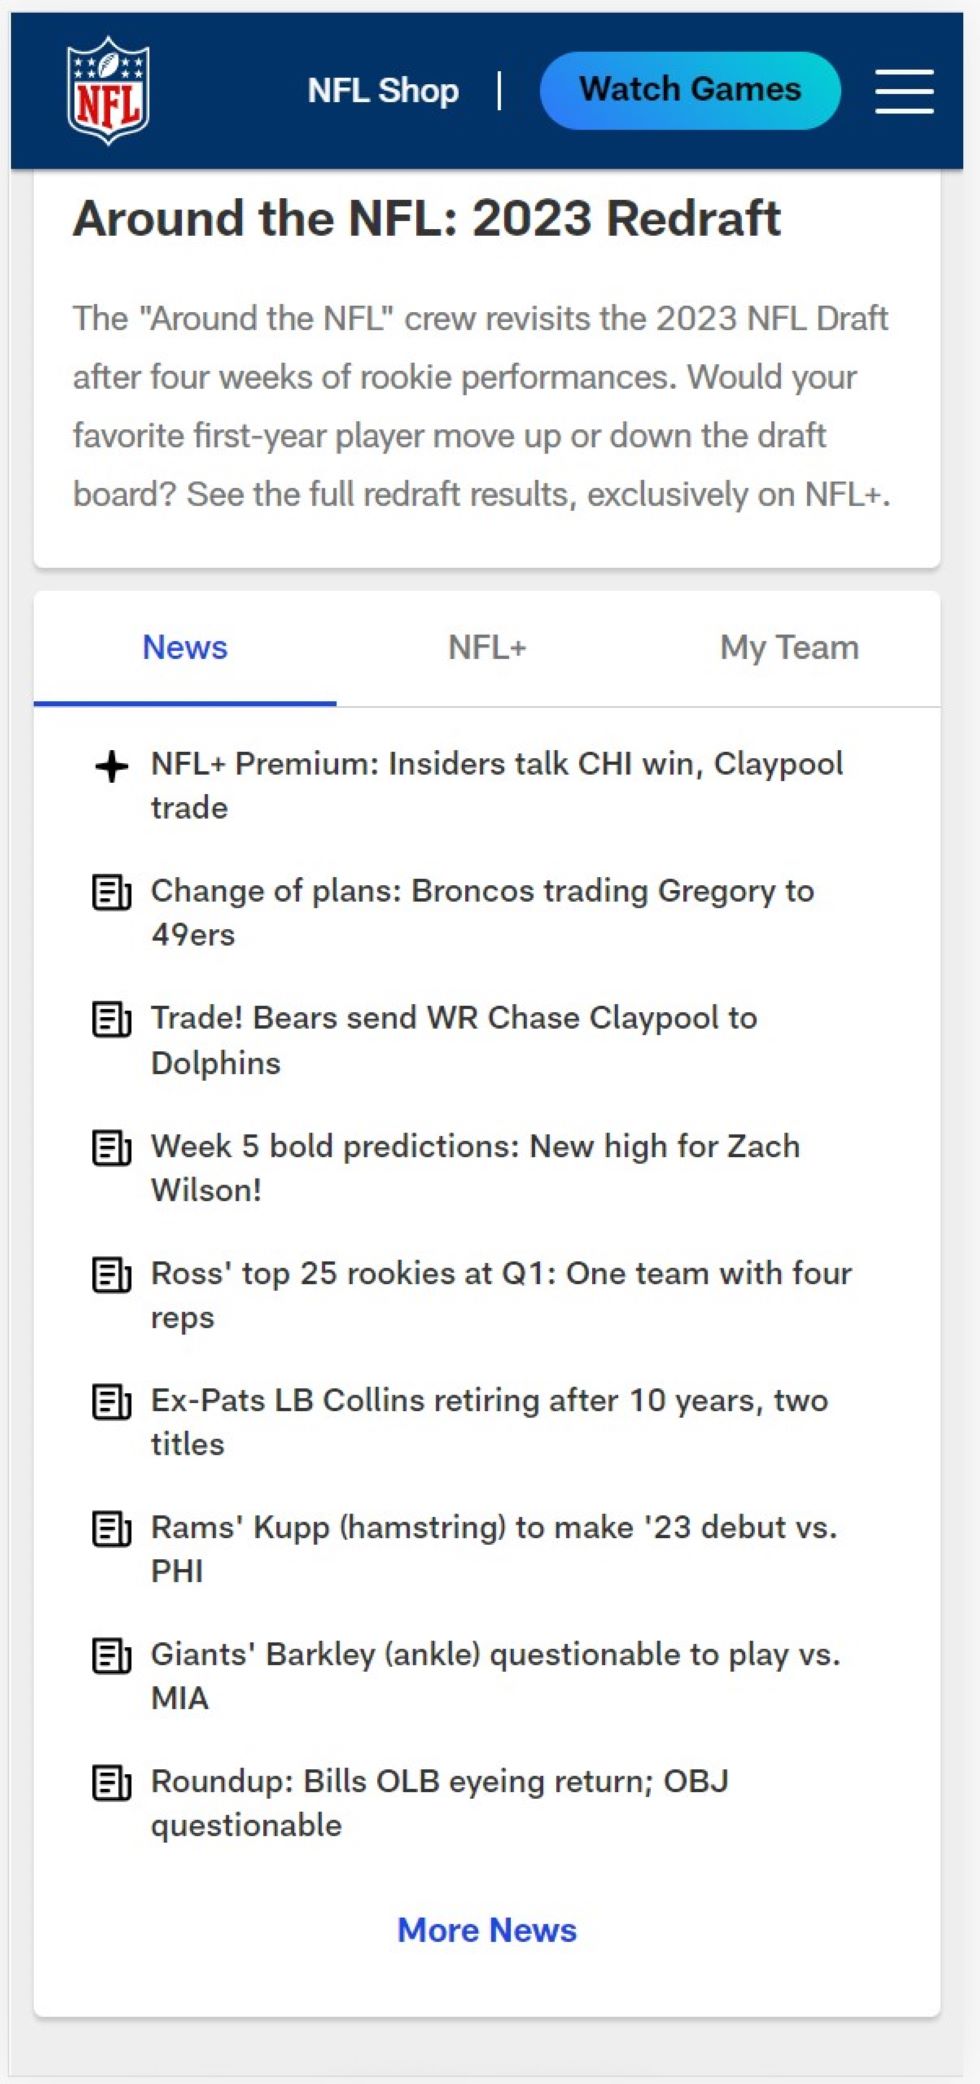 NFL
NFL Shop
Watch Games
Around the NFL: 2023 Redraft
The "Around the NFL" crew revisits the 2023 NFL Draft
after four weeks of rookie performances. Would your
favorite first-year player move up or down the draft
board? See the full redraft results, exclusively on NFL+.
News NFL+ My Team
NFL+ Premium: Insiders talk CHI win, Claypool
trade
Change of plans: Broncos trading Gregory to
49ers
Trade! Bears send WR Chase Claypool to
Dolphins
Week 5 bold predictions: New high for Zach
Wilson!
Ross' top 25 rookies at Q1: One team with four
reps
Ex-Pats LB Collins retiring after 10 years, two
titles
Rams' Kupp (hamstring) to make '23 debut vs.
PHI
Giants' Barkley (ankle) questionable to play vs.
MIA
Roundup: Bills OLB eyeing return; OBJ
questionable
More News